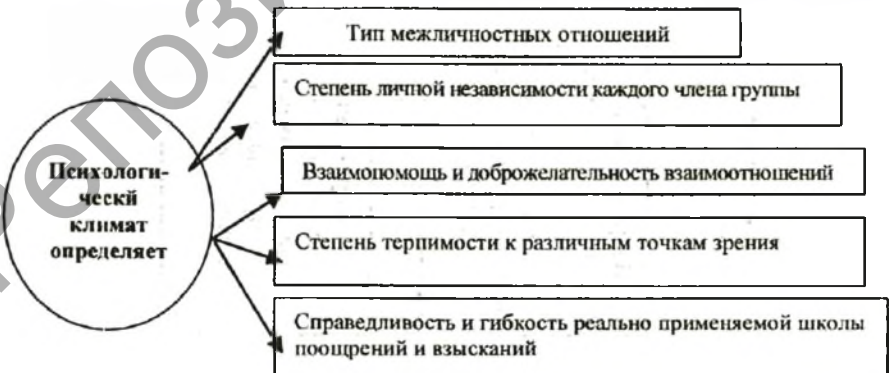 Психологи-
ческй
климат
определяет
Тип межличностных отношений
Степень личной независимости каждого члена группы
Взаимопомощь и доброжелательность взаимоотношений
Степень терпимости к различным точкам зрения
Справедливость и гибкость реально применяемой школы
поощрений и взысканий